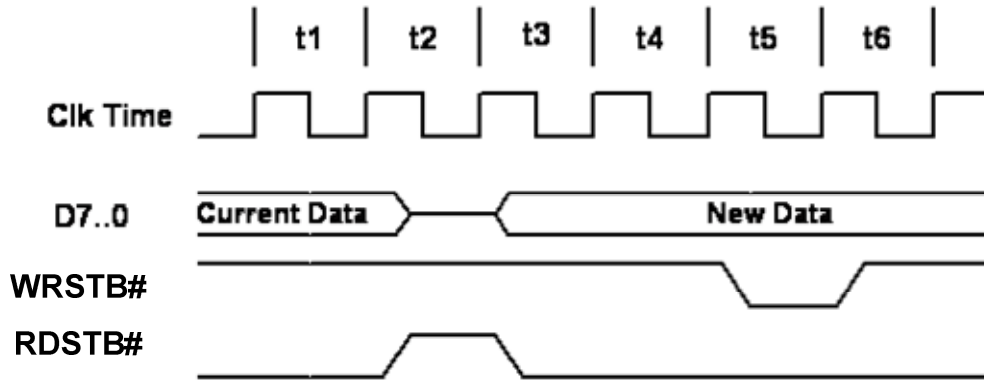 t1 t2 t3 t4 t5 t6
Clk Time
D7..0 Current Data New Data
WRSTB#
RDSTB#